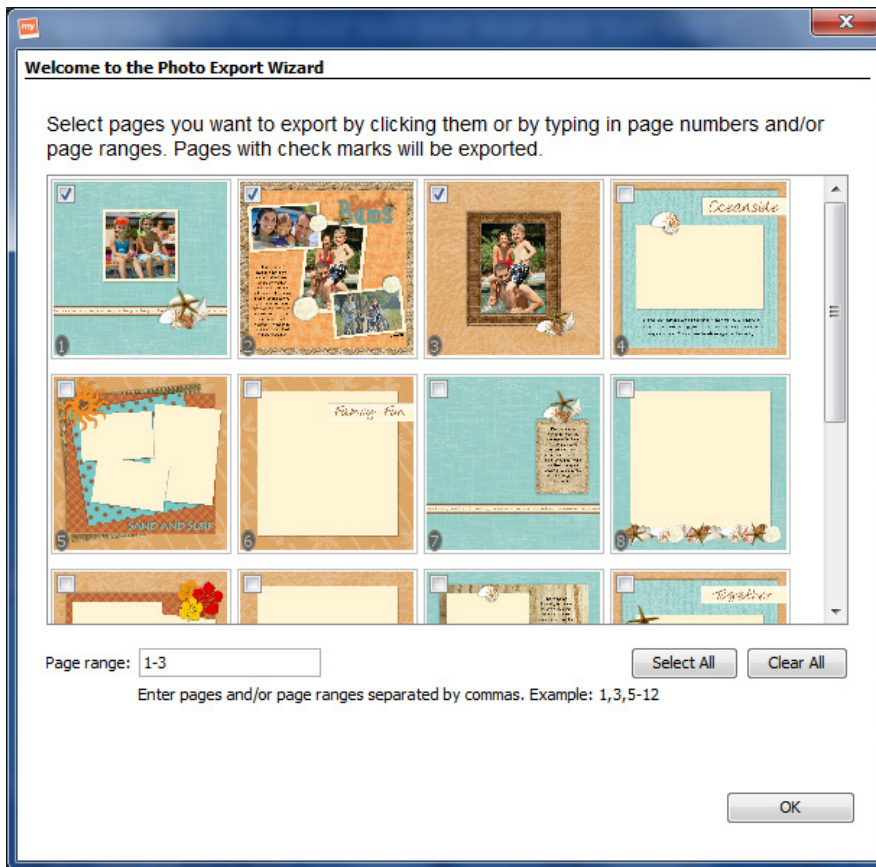 my
Welcome to the Photo Export Wizard
Select pages you want to export by clicking them or by typing in page numbers and/or
page ranges. Pages with check marks will be exported.
Beach
Bums
Oceanside
1
2
3
4
Family Fun
SAND AND SURF
5
6
7
8
Together
Page range: 1-3
Select All
Clear All
Enter pages and/or page ranges separated by commas. Example: 1,3,5-12
OK